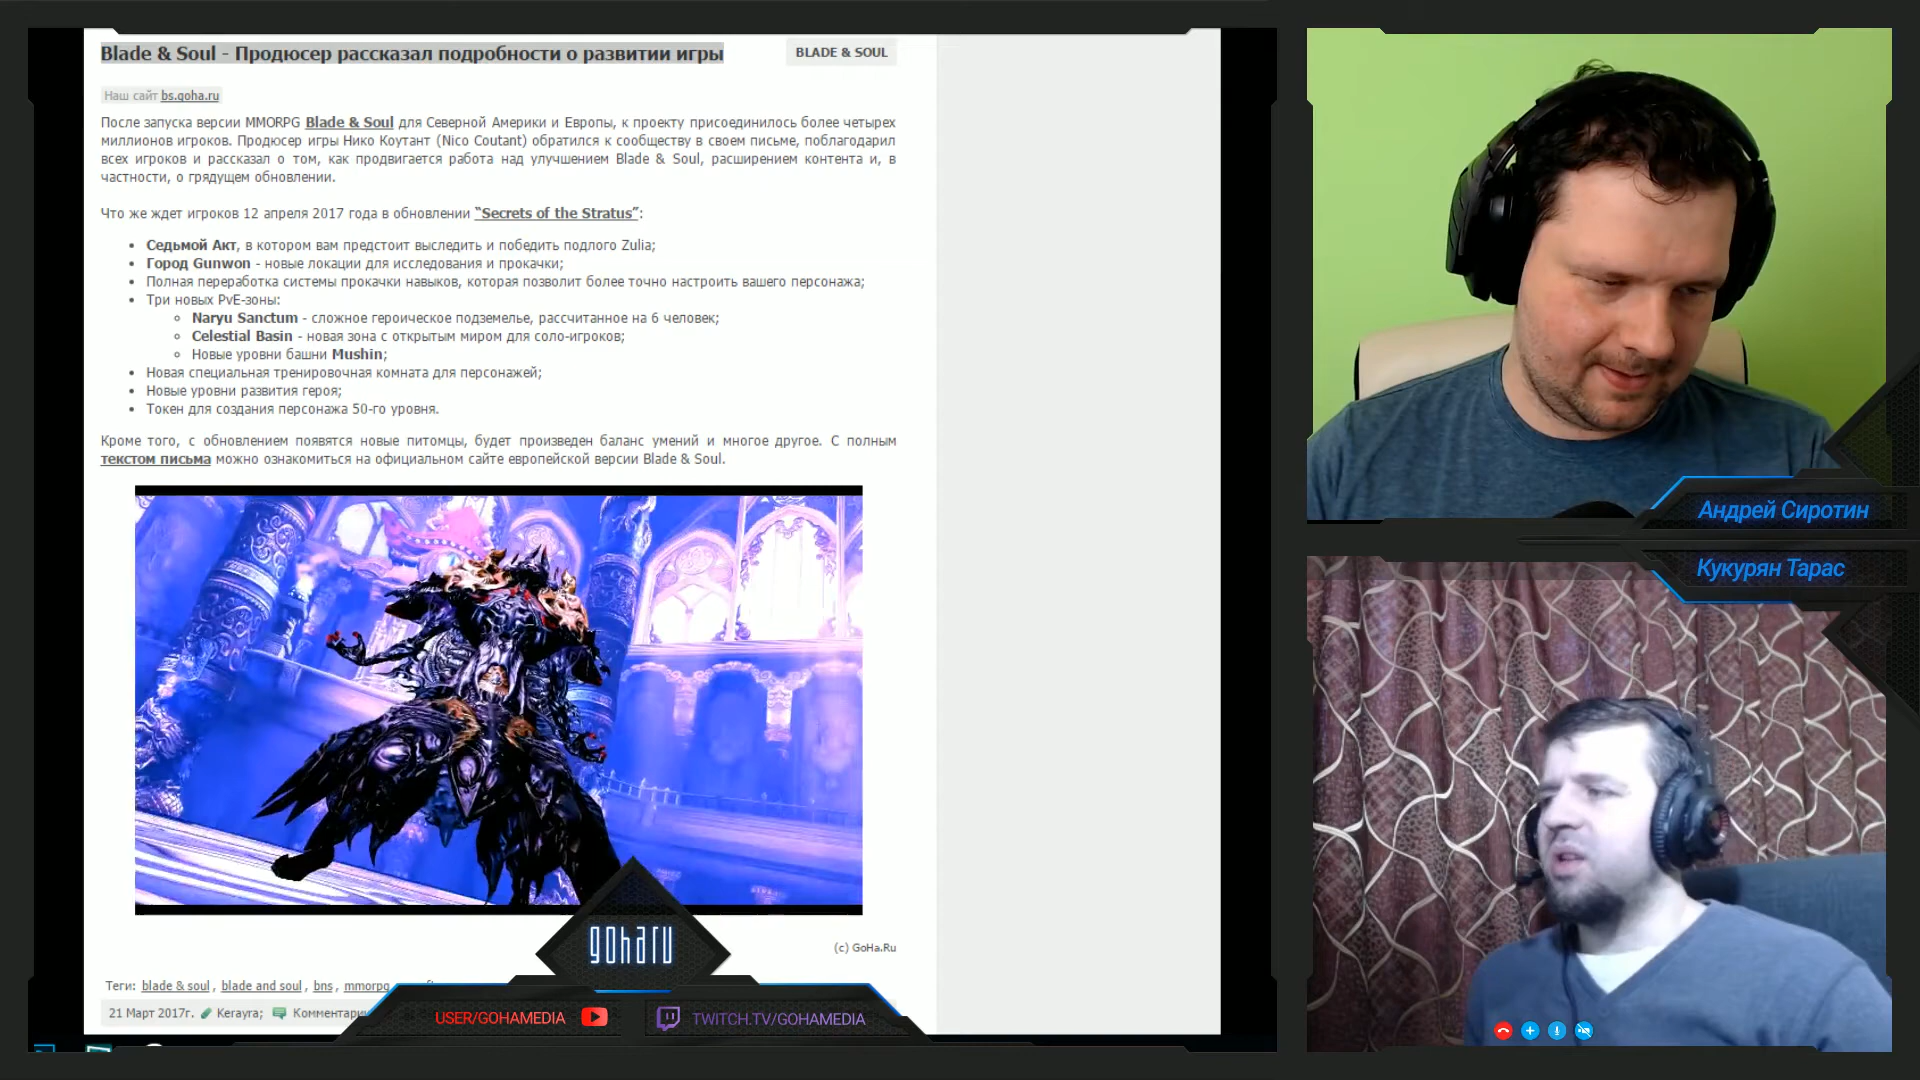 Blade & Soul - Продюсер рассказал подробности о развитии игры
BLADE & SOUL
Наш сайт bs.goha.ru
После запуска версии MMORPG Blade & Soul для Северной Америки и Европы, к проекту присоединилось более четырех
миллионов игроков. Продюсер игры Нико Коутант (Nico Coutant) обратился к сообществу в своем письме, поблагодарил
всех игроков и рассказал о том, как продвигается работа над улучшением Blade & Soul, расширением контента и, в
частности, о грядущем обновлении.
Что же ждет игроков 12 апреля 2017 года в обновлении “Secrets of the Stratus”:
• Седьмой Акт, в котором вам предстоит выследить и победить подлого Zulia;
• Город Gunwon - новые локации для исследования и прокачки;
• Полная переработка системы прокачки навыков, которая позволит более точно настроить вашего персонажа;
• Три новых PvE-зоны:
◦ Naryu Sanctum - сложное героическое подземелье, рассчитанное на 6 человек;
◦ Celestial Basin - новая зона с открытым миром для соло-игроков;
◦ Новые уровни башни Mushin;
• Новая специальная тренировочная комната для персонажей;
• Новые уровни развития героя;
• Токен для создания персонажа 50-го уровня.
Кроме того, с обновлением появятся новые питомцы, будет произведен баланс умений и многое другое. С полным
текстом письма можно ознакомиться на официальном сайте европейской версии Blade & Soul.
(c) GoHa.Ru
Теги: blade & soul, blade and soul, bns, mmorpg
21 Март 2017г. Kerayra;
goharu
USER/GOHAMEDIA
TWITCH.TV/GOHAMEDIA
Андрей Сиротин
Кукурян Тарас